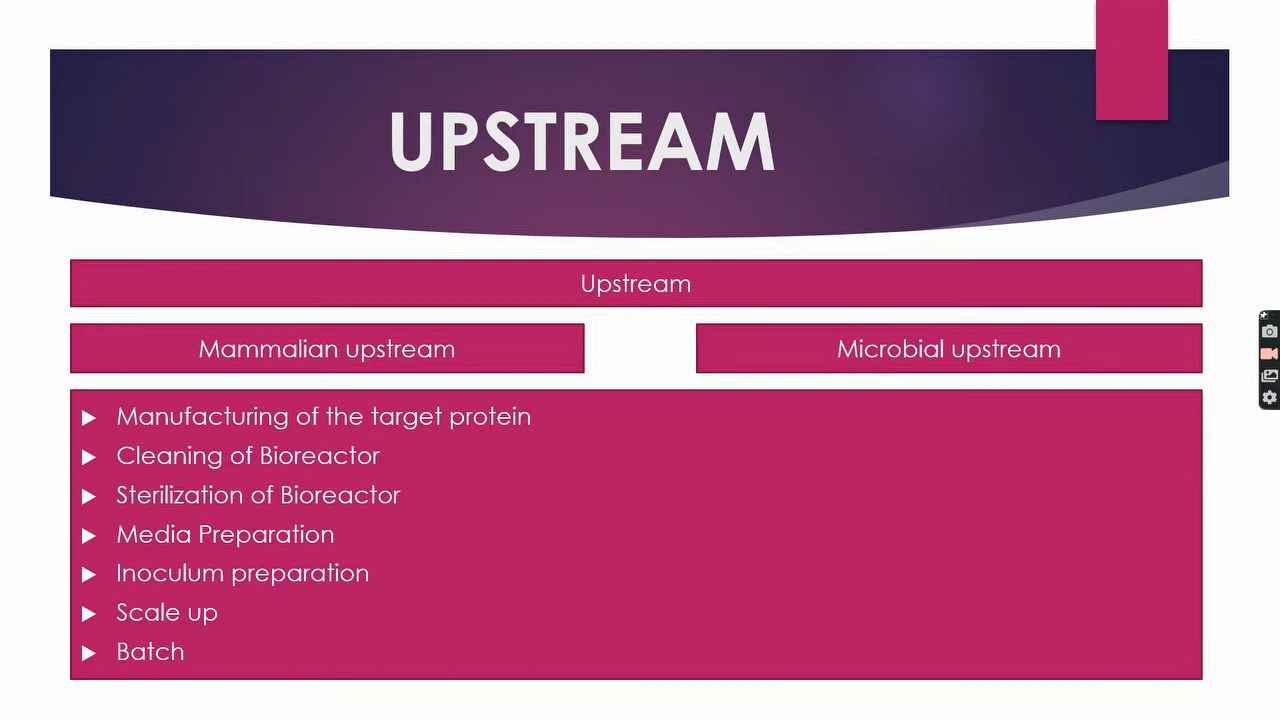 UPSTREAM
Upstream
Mammalian upstream
Microbial upstream
Manufacturing of the target protein
Cleaning of Bioreactor
Sterilization of Bioreactor
Media Preparation
Inoculum preparation
Scale up
Batch